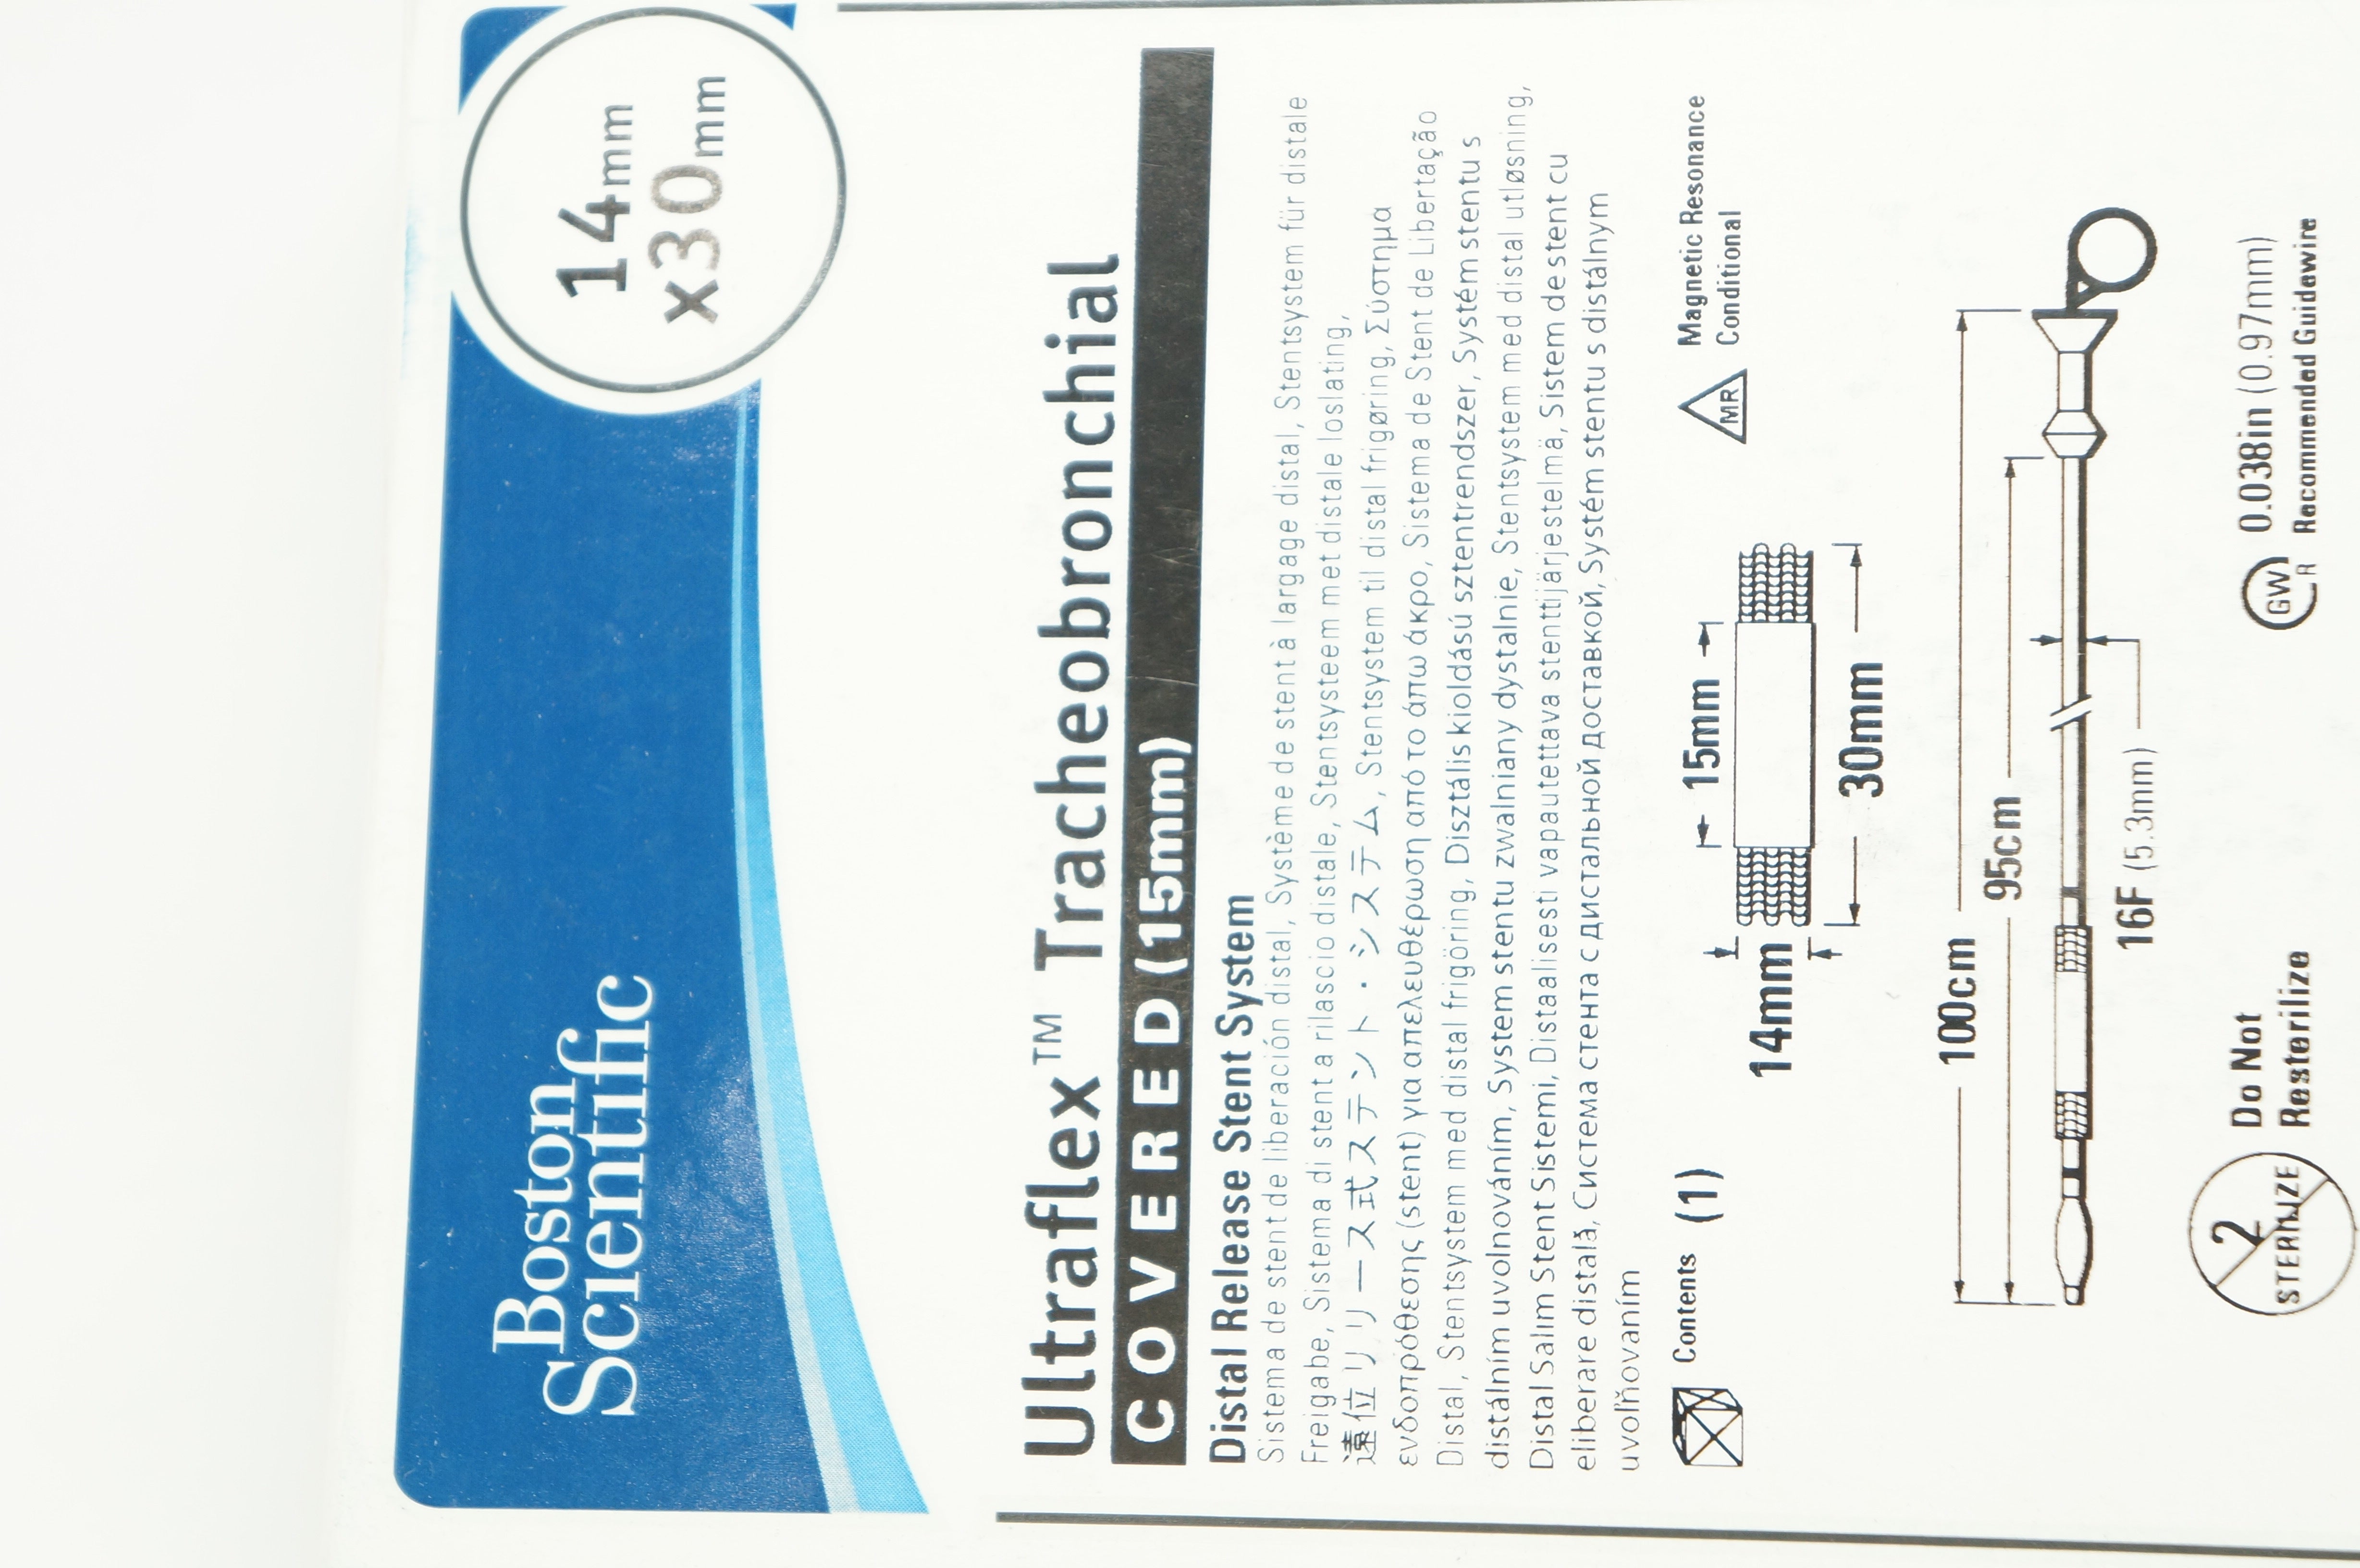 Boston
Scientific
14mm
x30mm
Ultraflex™ Tracheobronchial
COVERED (15mm)
Distal Release Stent System
Sistema de stent de liberación distal, Système de stent à largage distal, Stentsystem für distale
Freigabe, Sistema di stent a rilascio distale, Stentsysteem met distale loslating,
遠位リリース式ステント・システム, Stentsystem til distal frigøring, Σύστημα
ενδοπρόθεσης (stent) για απελευθέρωση από το άπω άκρο, Sistema de Stent de Libertação
Distal, Stentsystem med distal frigöring, Disztális kioldású sztentrendszer, Systém stentu s
distálním uvolnováním, System stentu zwalniany dystalnie, Stentsystem med distal utløsning,
Distal Salım Stent Sistemi, Distaalisesti vapautettava stenttijärjestelmä, Sistem de stent cu
eliberare distală, Система стента с дистальной доставкой, Systém stentu s distálnym
uvoľňovaním
Contents (1)
15mm
14mm
30mm
MR
Magnetic Resonance
Conditional
100cm
95cm
16F (5.3mm)
2
STERILIZE
Do Not
Resterilize
GW
R
0.038in (0.97mm)
Recommended Guidewire